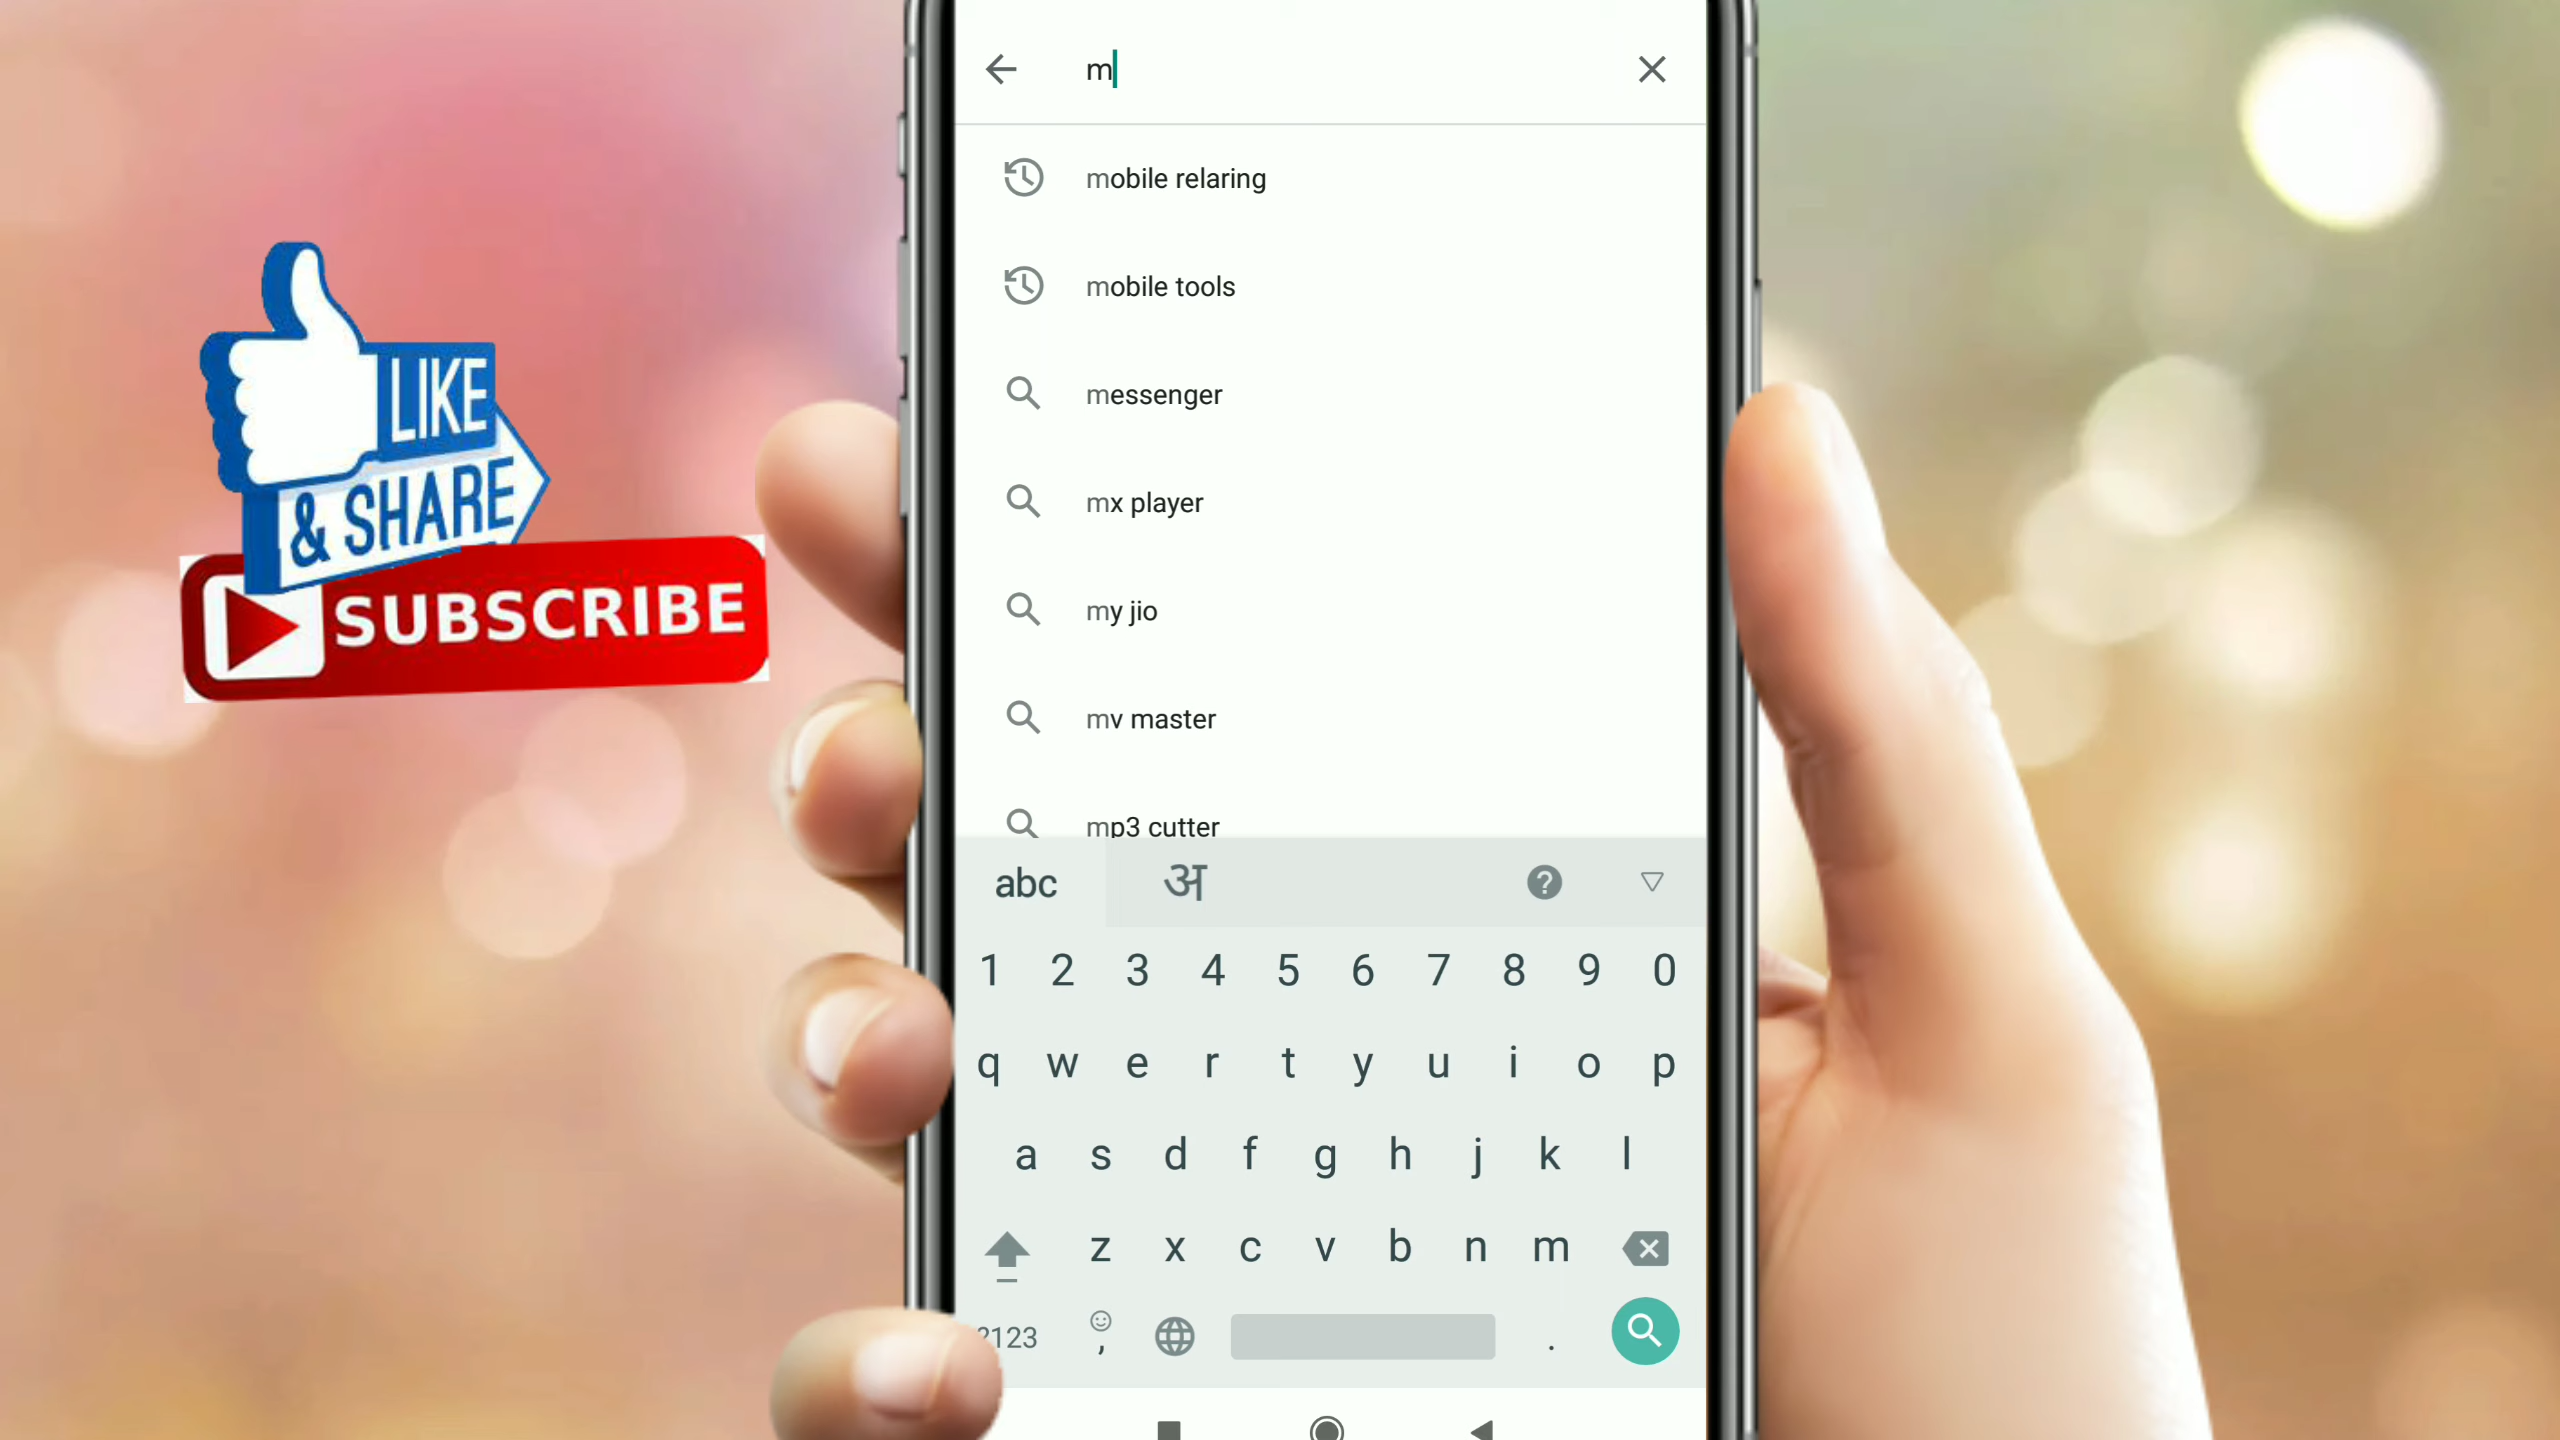 m
mobile relaring
mobile tools
messenger
mx player
my jio
mv master
mp3 cutter
LIKE
& SHARE
SUBSCRIBE
abc अ ?
1 2 3 4 5 6 7 8 9 0
q w e r t y u i o p
a s d f g h j k l
z x c v b n m
?123 , .